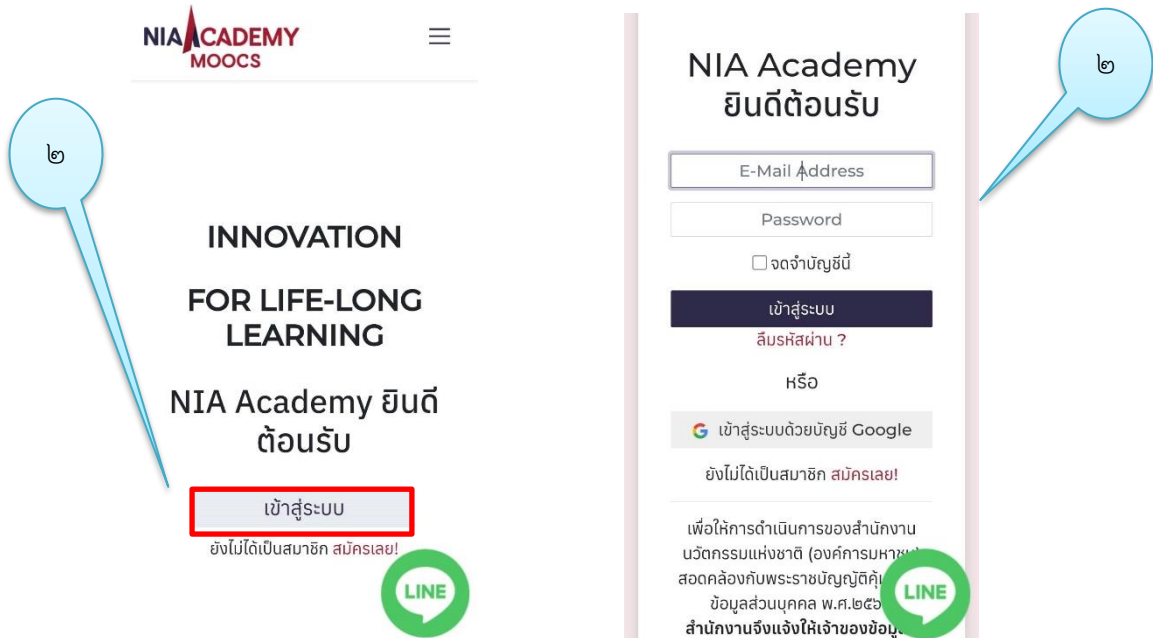 NIA ACADEMY
MOOCS
๒
INNOVATION
FOR LIFE-LONG
LEARNING
NIA Academy ยินดี
ต้อนรับ
เข้าสู่ระบบ
ยังไม่ได้เป็นสมาชิก สมัครเลย!
LINE
๒
NIA Academy
ยินดีต้อนรับ
E-Mail Address
Password
จดจำบัญชีนี้
เข้าสู่ระบบ
ลืมรหัสผ่าน ?
หรือ
เข้าสู่ระบบด้วยบัญชี Google
ยังไม่ได้เป็นสมาชิก สมัครเลย!
เพื่อให้การดำเนินการของสำนักงาน
นวัตกรรมแห่งชาติ (องค์การมหาชน)
สอดคล้องกับพระราชบัญญัติ
ข้อมูลส่วนบุคคล
สำนักงานจึงแจ้งให้เจ้าของ
LINE